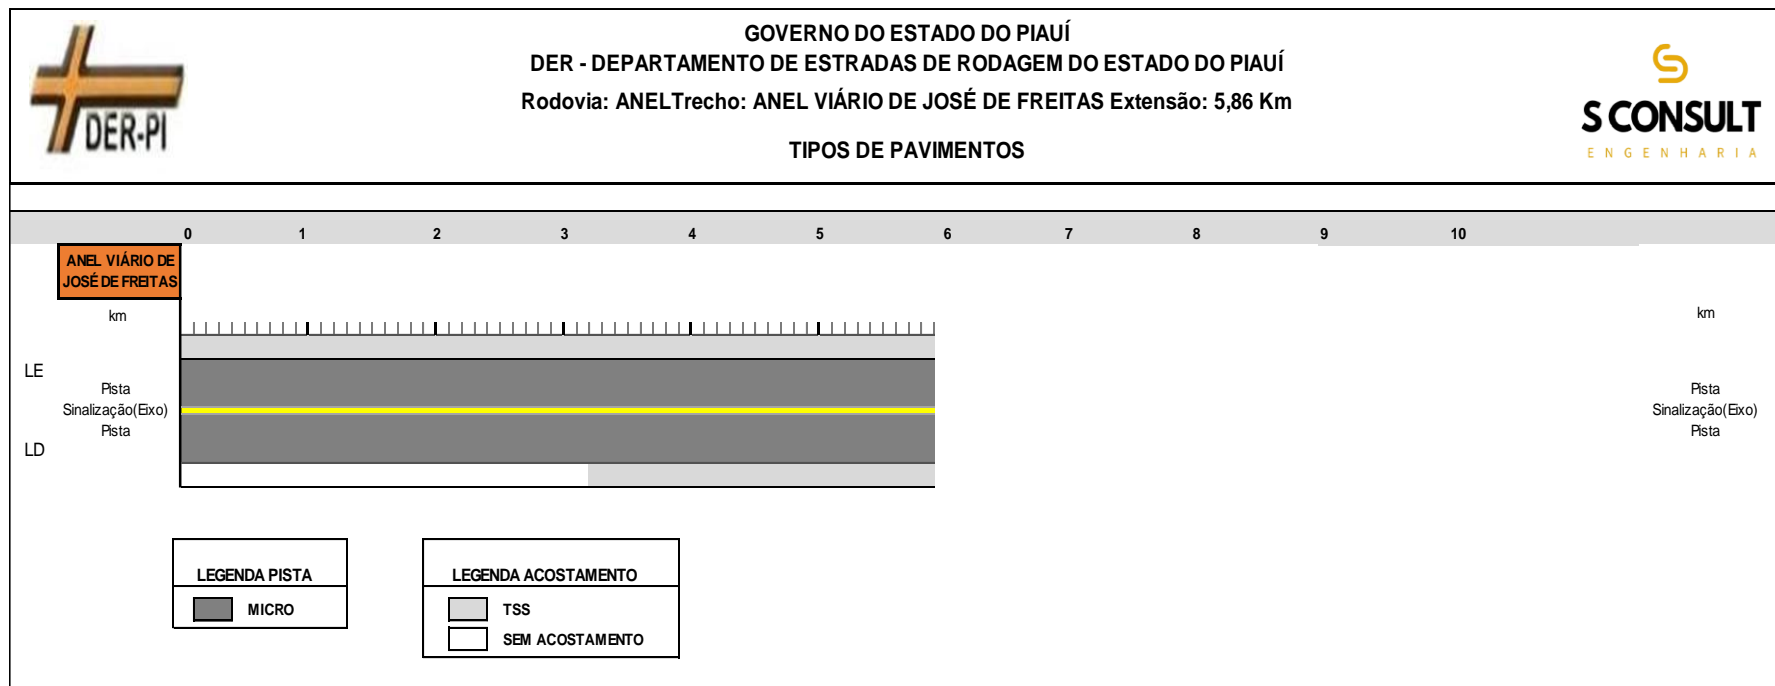 GOVERNO DO ESTADO DO PIAUÍ
DER - DEPARTAMENTO DE ESTRADAS DE RODAGEM DO ESTADO DO PIAUÍ
Rodovia: ANELTrecho: ANEL VIÁRIO DE JOSÉ DE FREITAS Extensão: 5,86 Km
TIPOS DE PAVIMENTOS
DER-PI
S CONSULT
ENGENHARIA
0 1 2 3 4 5 6 7 8 9 10
ANEL VIÁRIO DE
JOSÉ DE FREITAS
km km
LE
Pista Pista
Sinalização(Eixo) Sinalização(Eixo)
Pista Pista
LD
LEGENDA PISTA
MICRO
LEGENDA ACOSTAMENTO
TSS
SEM ACOSTAMENTO